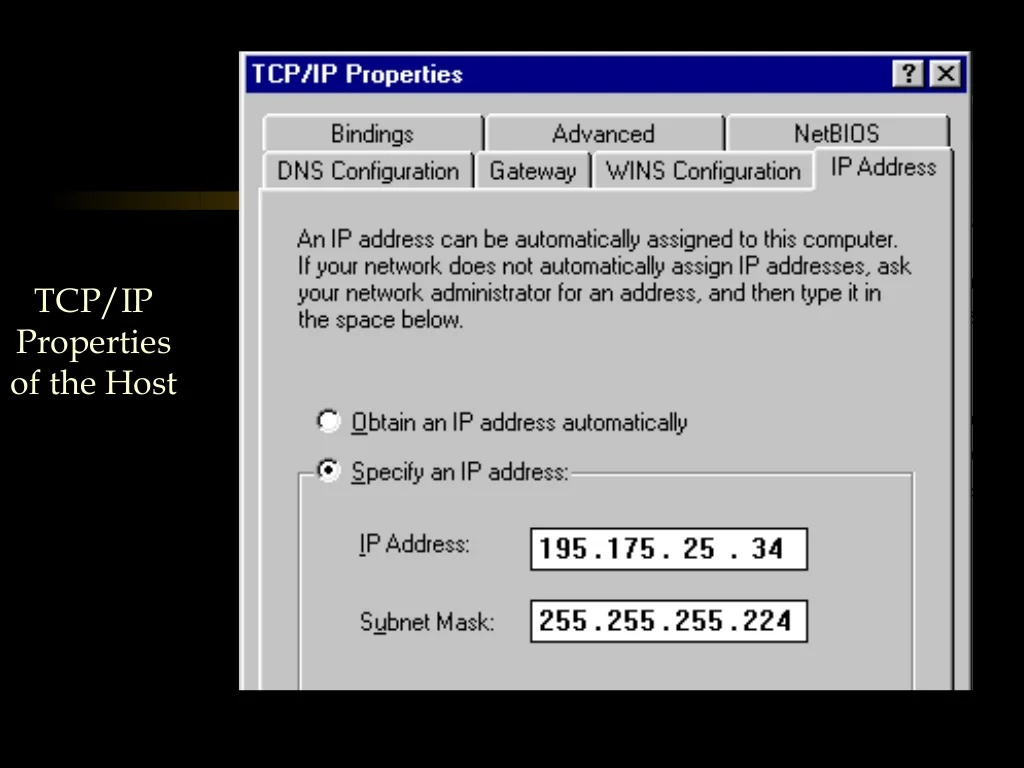 TCP/IP Properties
Bindings Advanced NetBIOS
DNS Configuration Gateway WINS Configuration IP Address
An IP address can be automatically assigned to this computer.
If your network does not automatically assign IP addresses, ask
your network administrator for an address, and then type it in
the space below.
TCP/IP
Properties
of the Host
Obtain an IP address automatically
Specify an IP address:
IP Address: 195.175. 25 . 34
Subnet Mask: 255.255.255.224